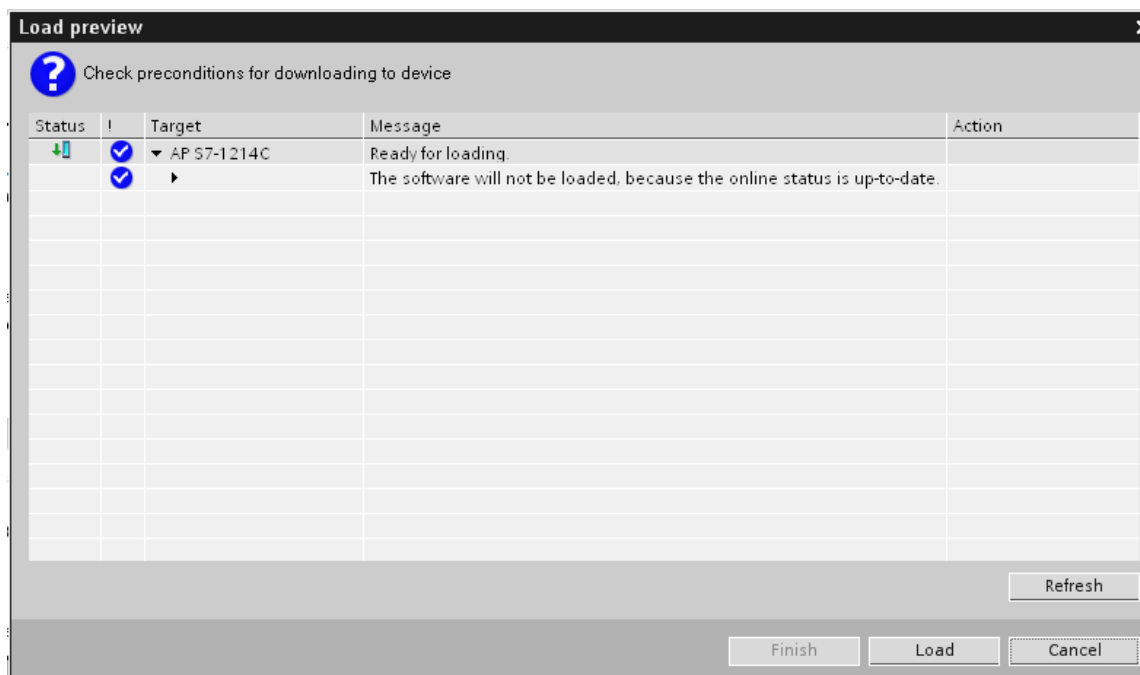 Load preview
Check preconditions for downloading to device
Status ! Target Message Action
AP S7-1214C Ready for loading.
The software will not be loaded, because the online status is up-to-date.
Refresh
Finish Load Cancel